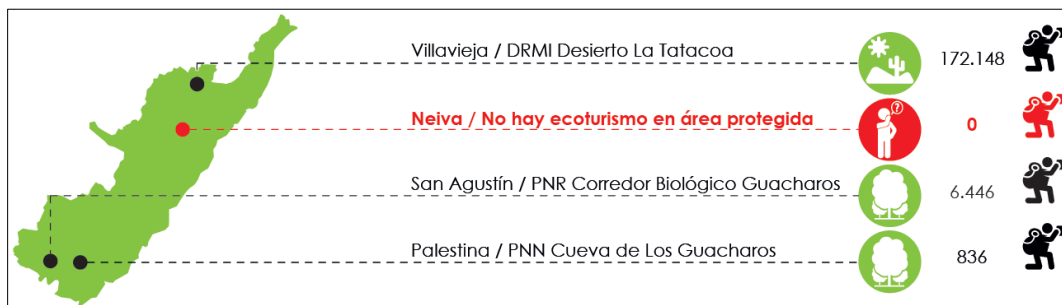 Villavieja / DRMI Desierto La Tatacoa 172.148
Neiva / No hay ecoturismo en área protegida ? 0
San Agustín / PNR Corredor Biológico Guacharos 6.446
Palestina / PNN Cueva de Los Guacharos 836